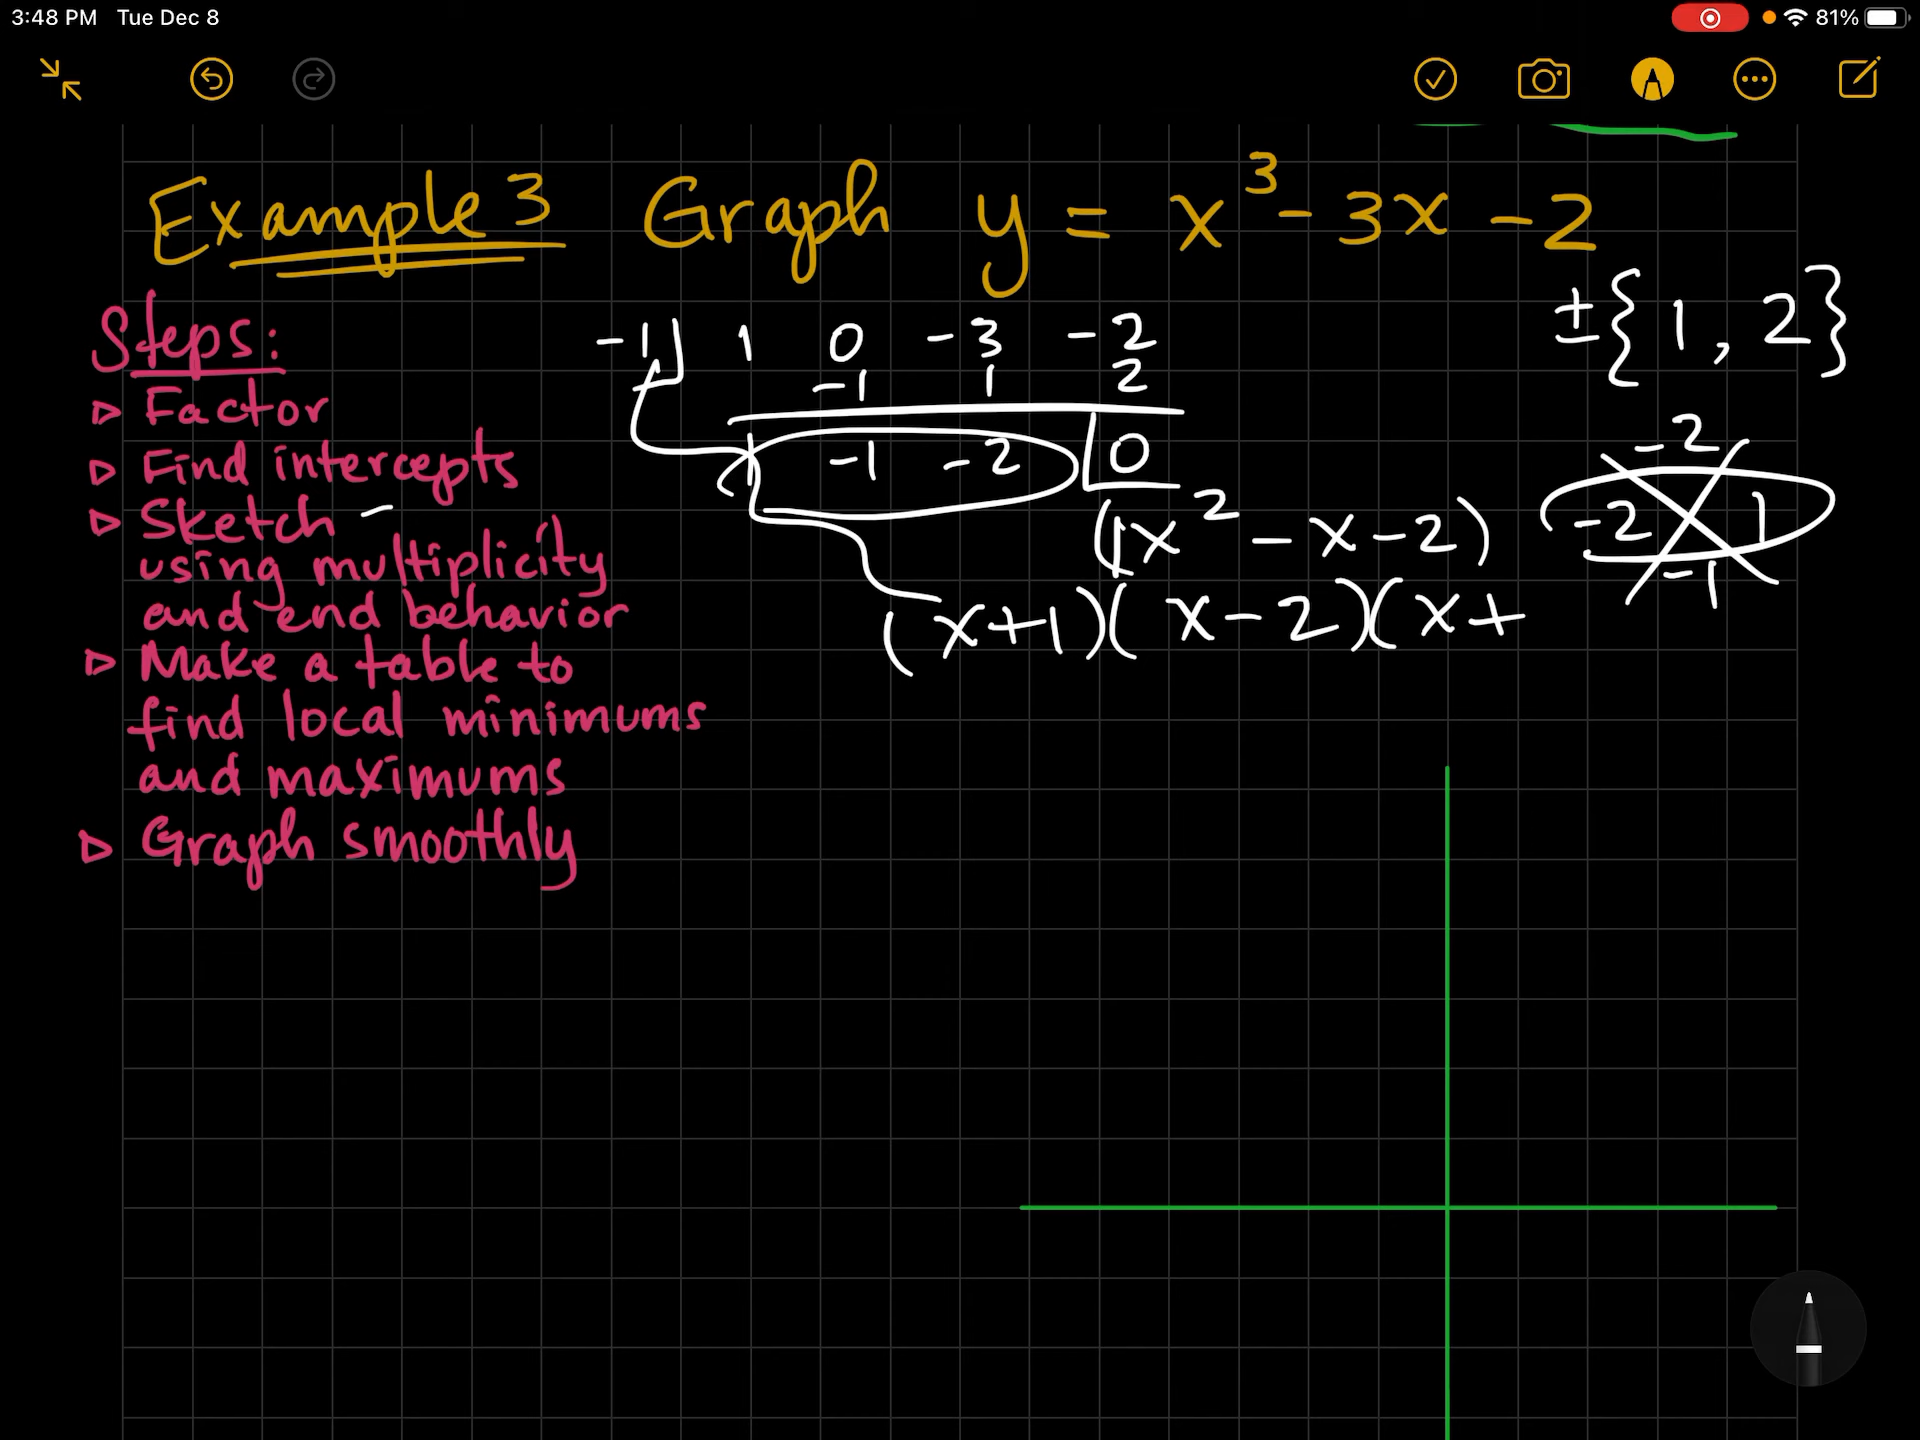 3:48 PM Tue Dec 8
81%
Example 3 Graph y = x³ - 3x - 2
± { 1 , 2 }
Steps:
▷ Factor
▷ Find intercepts
▷ Sketch -
using multiplicity
and end behavior
▷ Make a table to
find local minimums
and maximums
▷ Graph smoothly
-1 1 0 -3 -2
-1 1 2
1 -1 -2 0
(1x² - x - 2)
(x+1)(x-2)(x+
-2
-2 1
-1